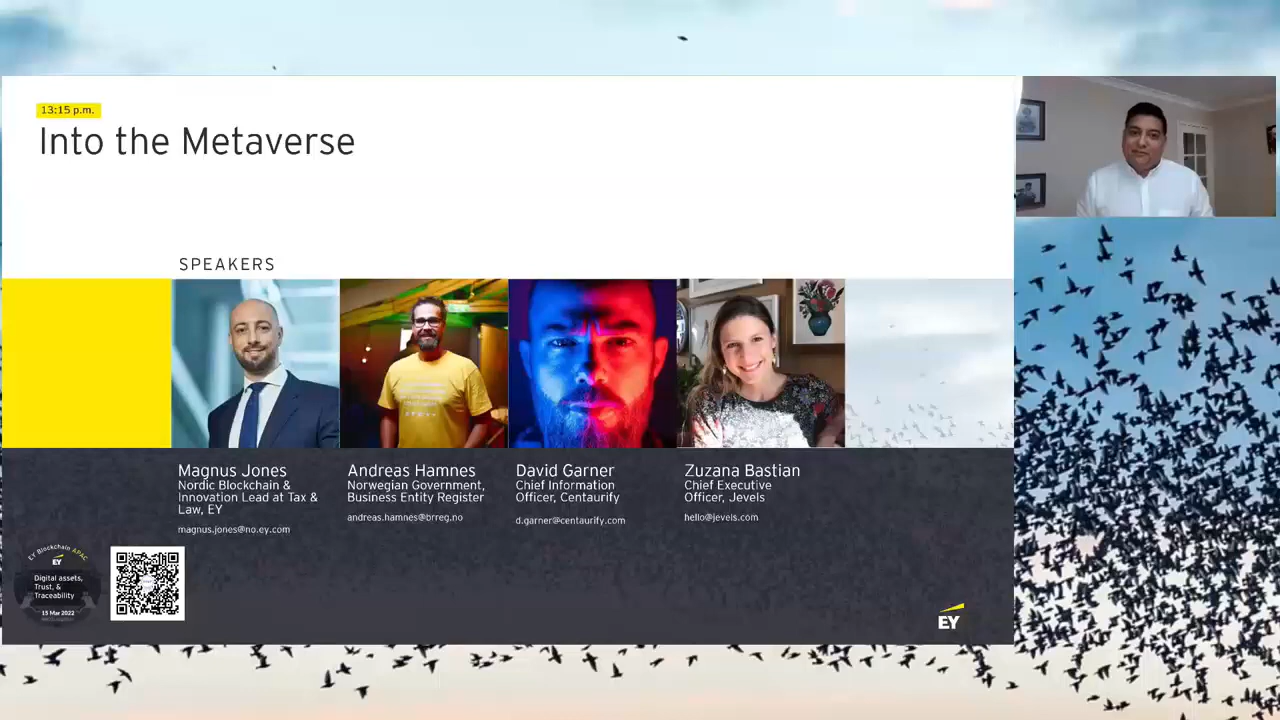 13:15 p.m.
Into the Metaverse
SPEAKERS
Magnus Jones
Nordic Blockchain &
Innovation Lead at Tax &
Law, EY
magnus.jones@no.ey.com
Andreas Hamnes
Norwegian Government,
Business Entity Register
andreas.hamnes@brreg.no
David Garner
Chief Information
Officer, Centaurify
d.garner@centaurify.com
Zuzana Bastian
Chief Executive
Officer, Jevels
hello@jevels.com
EY Blockchain APAC
EY
Digital assets,
Trust, &
Traceability
15 Mar 2022
EY